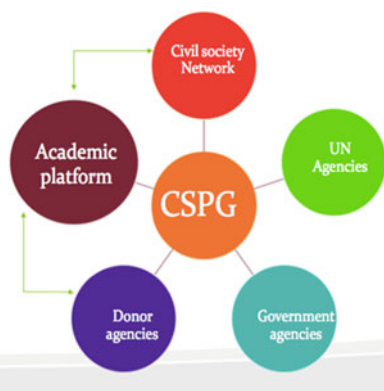 Civil society
Network
Academic
platform
UN
Agencies
CSPG
Donor
agencies
Government
agencies